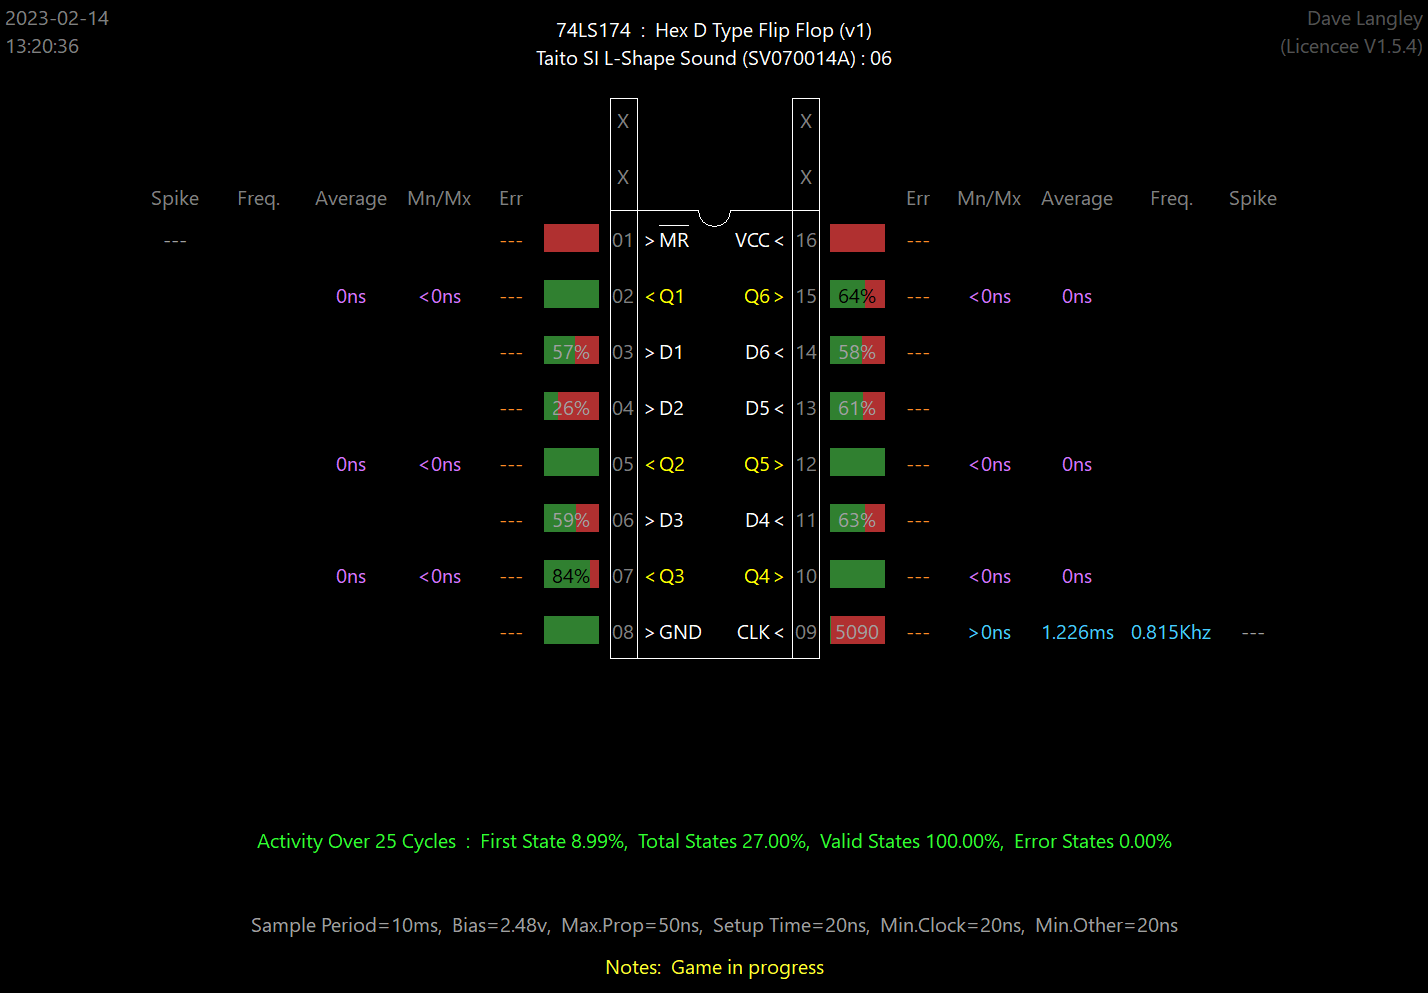 2023-02-14
13:20:36
74LS174 : Hex D Type Flip Flop (v1)
Taito SI L-Shape Sound (SV070014A) : 06
Dave Langley
(Licencee V1.5.4)
X X
X X
Spike Freq. Average Mn/Mx Err Err Mn/Mx Average Freq. Spike
--- --- 01 >MR VCC< 16 ---
0ns <0ns --- 02 <Q1 Q6> 15 64% --- <0ns 0ns
--- 57% 03 >D1 D6< 14 58% ---
--- 26% 04 >D2 D5< 13 61% ---
0ns <0ns --- 05 <Q2 Q5> 12 --- <0ns 0ns
--- 59% 06 >D3 D4< 11 63% ---
0ns <0ns --- 84% 07 <Q3 Q4> 10 --- <0ns 0ns
--- 08 >GND CLK< 09 5090 --- >0ns 1.226ms 0.815Khz ---
Activity Over 25 Cycles : First State 8.99%, Total States 27.00%, Valid States 100.00%, Error States 0.00%
Sample Period=10ms, Bias=2.48v, Max.Prop=50ns, Setup Time=20ns, Min.Clock=20ns, Min.Other=20ns
Notes: Game in progress